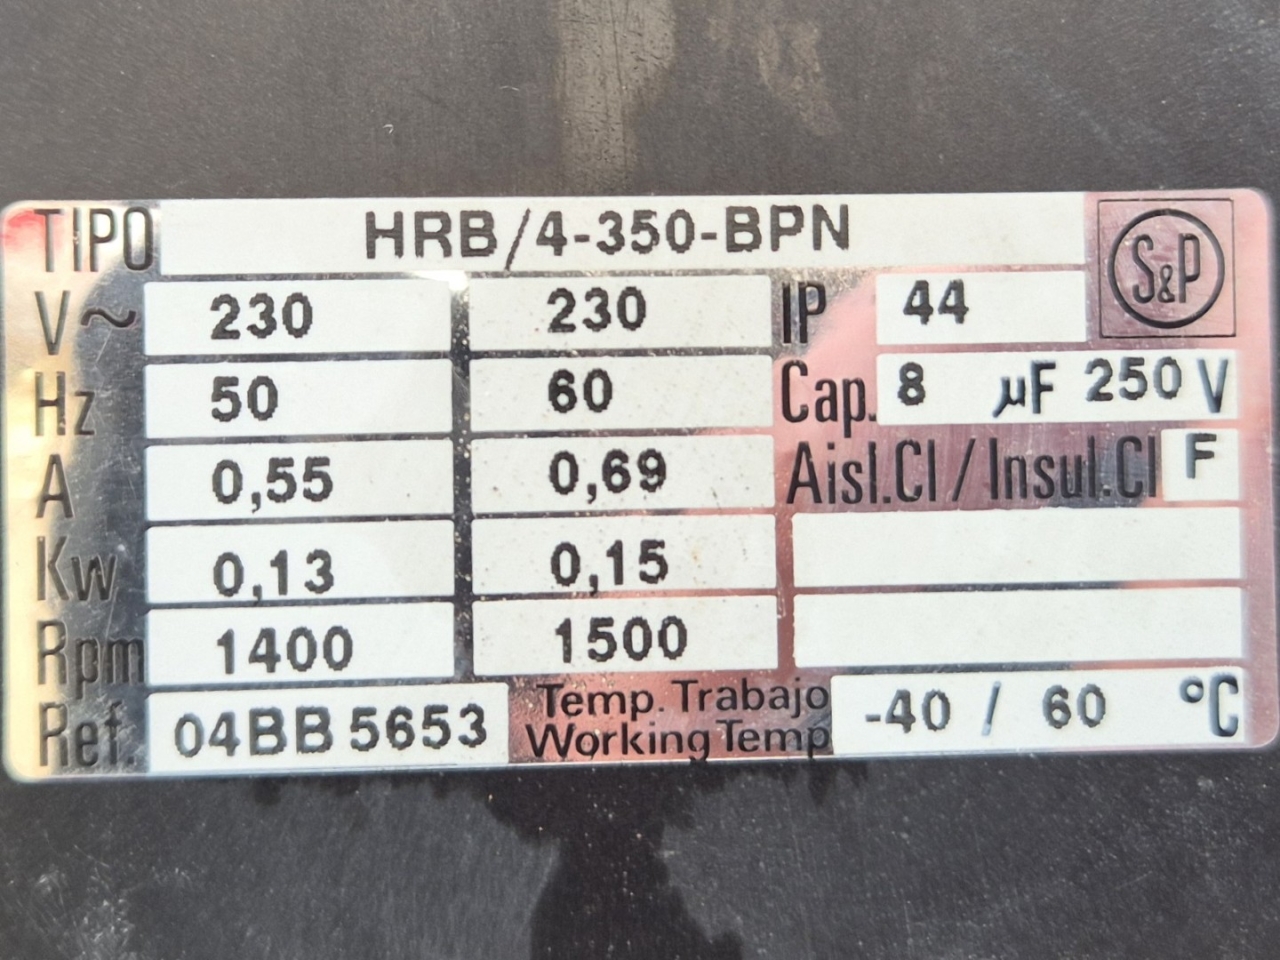 TIPO HRB/4-350-BPN S&P
V~ 230 230 IP 44
Hz 50 60 Cap. 8 µF 250 V
A 0,55 0,69 Aisl.Cl / Insul.Cl F
Kw 0,13 0,15
Rpm 1400 1500
Ref. 04BB5653 Temp. Trabajo -40 / 60 °C
Working Temp